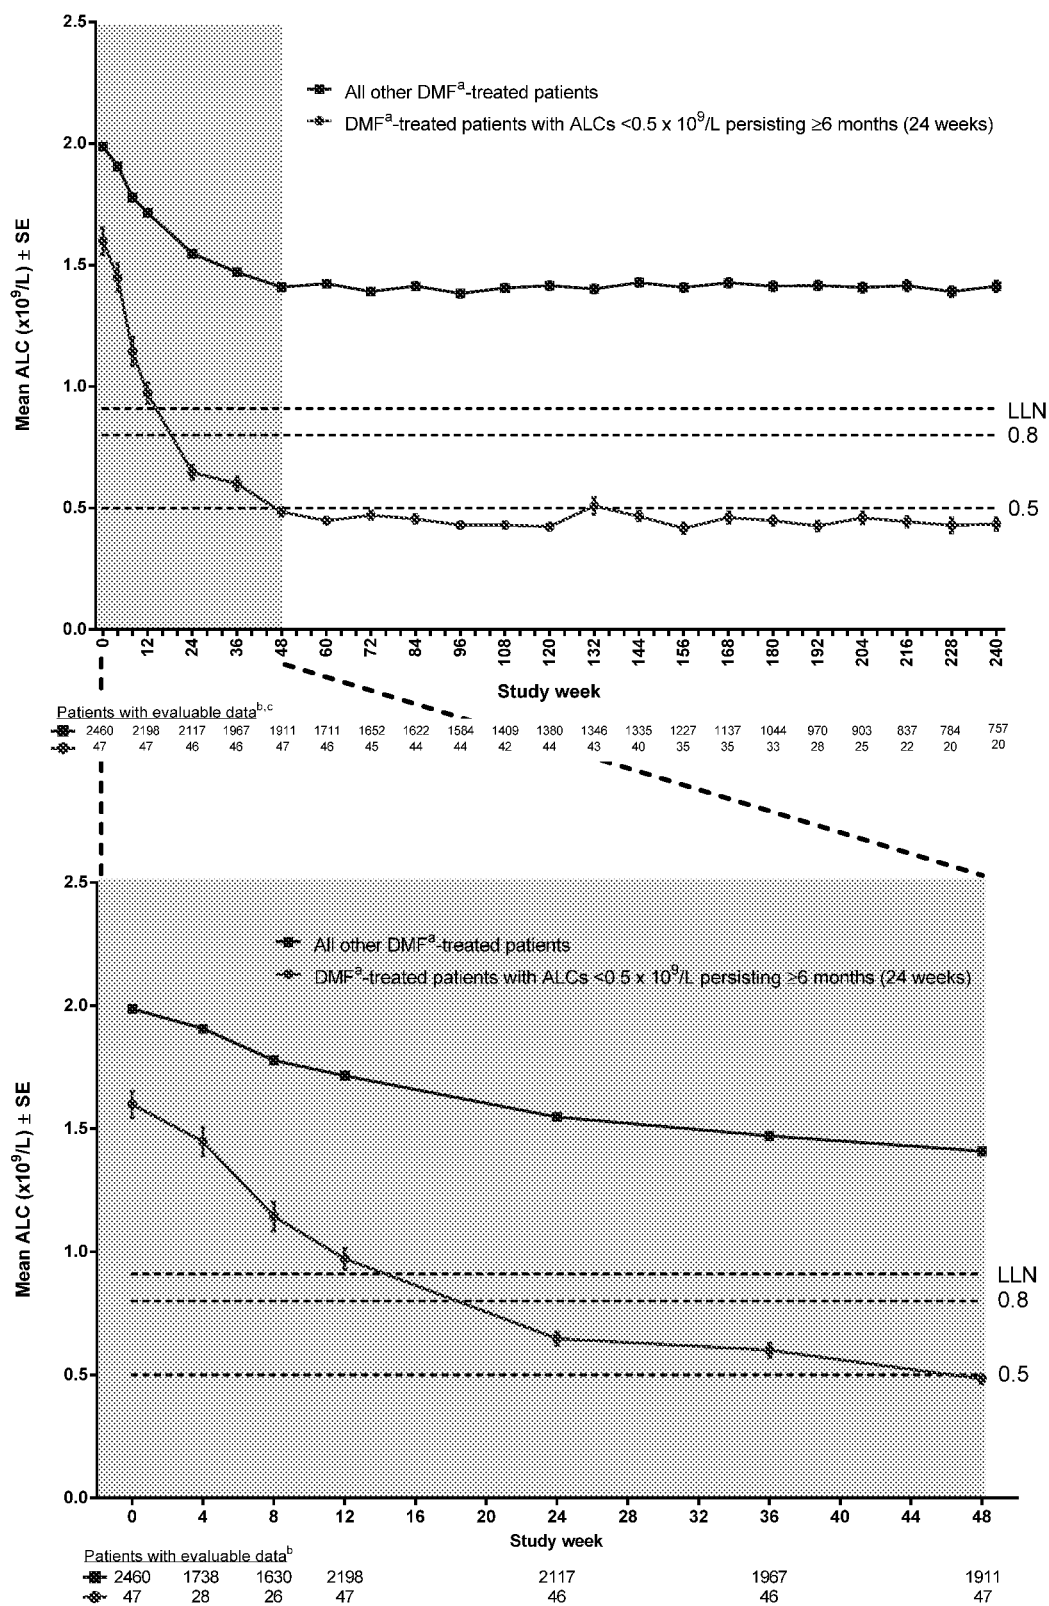 2.5
All other DMFa-treated patients
DMFa-treated patients with ALCs <0.5 x 10⁹/L persisting ≥6 months (24 weeks)
2.0
1.5
1.0
0.5
0.0
Mean ALC (x10⁹/L) ± SE
LLN
0.8
0.5
0 12 24 36 48 60 72 84 96 108 120 132 144 156 168 180 192 204 216 228 240
Study week
Patients with evaluable datab,c
2460 2198 2117 1967 1911 1711 1652 1622 1584 1409 1380 1346 1335 1227 1137 1044 970 903 837 784 757
47 47 46 46 47 46 45 44 44 42 44 43 40 35 35 33 28 25 22 20 20
2.5
All other DMFa-treated patients
DMFa-treated patients with ALCs <0.5 x 10⁹/L persisting ≥6 months (24 weeks)
2.0
1.5
1.0
0.5
0.0
Mean ALC (x10⁹/L) ± SE
LLN
0.8
0.5
0 4 8 12 16 20 24 28 32 36 40 44 48
Study week
Patients with evaluable datab
2460 1738 1630 2198 2117 1967 1911
47 28 26 47 46 46 47